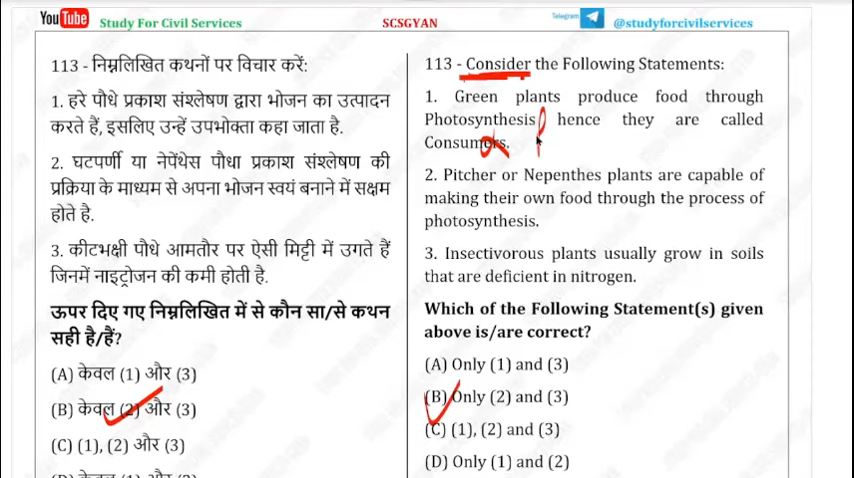 YouTube Study For Civil Services SCSGYAN Telegram @studyforcivilservices
113 - निम्नलिखित कथनों पर विचार करें:
1. हरे पौधे प्रकाश संश्लेषण द्वारा भोजन का उत्पादन
करते हैं, इसलिए उन्हें उपभोक्ता कहा जाता है.
2. घटपर्णी या नेपेंथेस पौधा प्रकाश संश्लेषण की
प्रक्रिया के माध्यम से अपना भोजन स्वयं बनाने में सक्षम
होते है.
3. कीटभक्षी पौधे आमतौर पर ऐसी मिट्टी में उगते हैं
जिनमें नाइट्रोजन की कमी होती है.
ऊपर दिए गए निम्नलिखित में से कौन सा/से कथन
सही है/हैं?
(A) केवल (1) और (3)
(B) केवल (2) और (3)
(C) (1), (2) और (3)
113 - Consider the Following Statements:
1. Green plants produce food through
Photosynthesis hence they are called
Consumers.
2. Pitcher or Nepenthes plants are capable of
making their own food through the process of
photosynthesis.
3. Insectivorous plants usually grow in soils
that are deficient in nitrogen.
Which of the Following Statement(s) given
above is/are correct?
(A) Only (1) and (3)
(B) Only (2) and (3)
(C) (1), (2) and (3)
(D) Only (1) and (2)